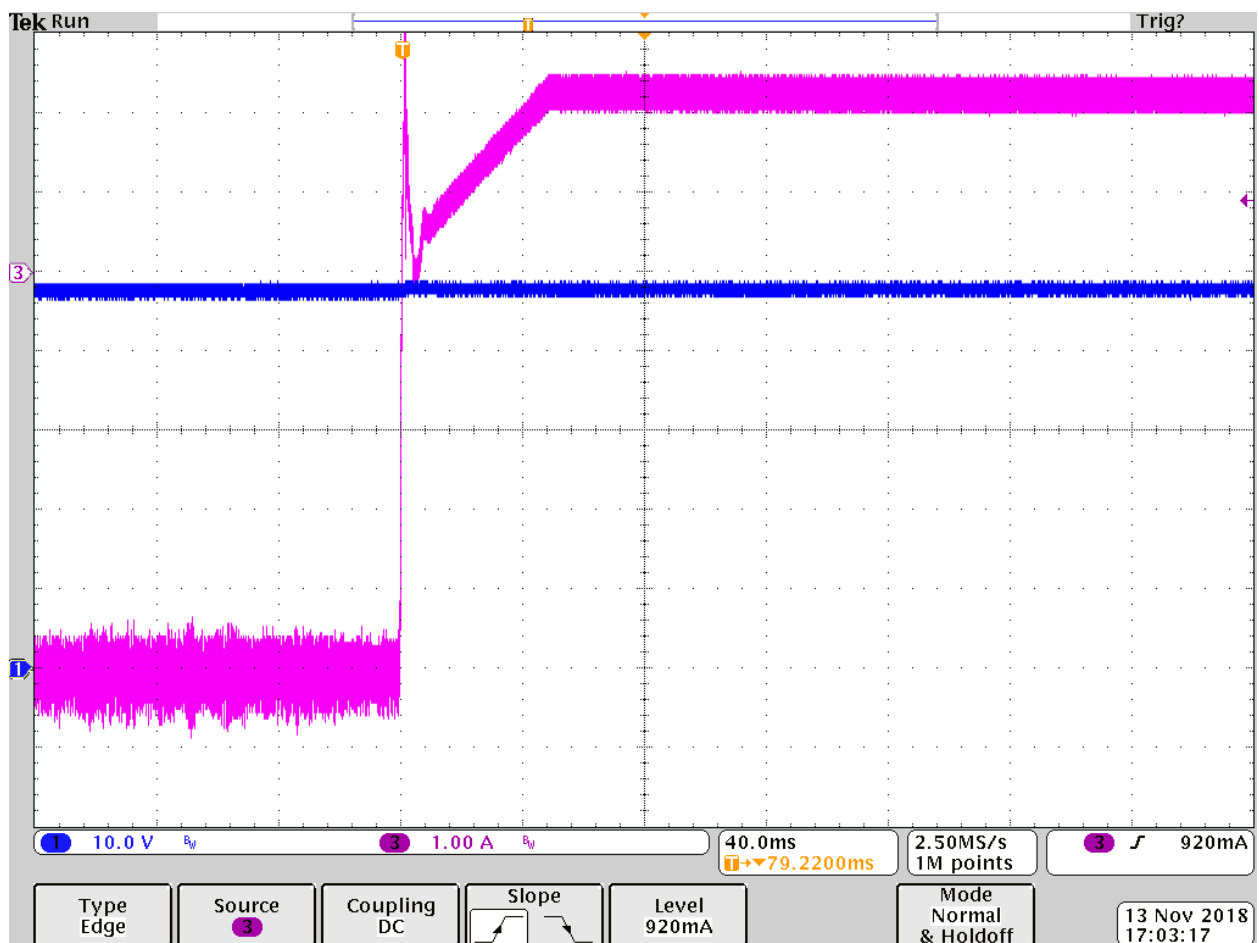 Tek Run Trig?
T
T
3
1
1 10.0 V BW 3 1.00 A BW 40.0ms 2.50MS/s 3 920mA
T→▼79.2200ms 1M points
Type Source Coupling Slope Level Mode
Edge 3 DC 920mA Normal
& Holdoff
13 Nov 2018
17:03:17